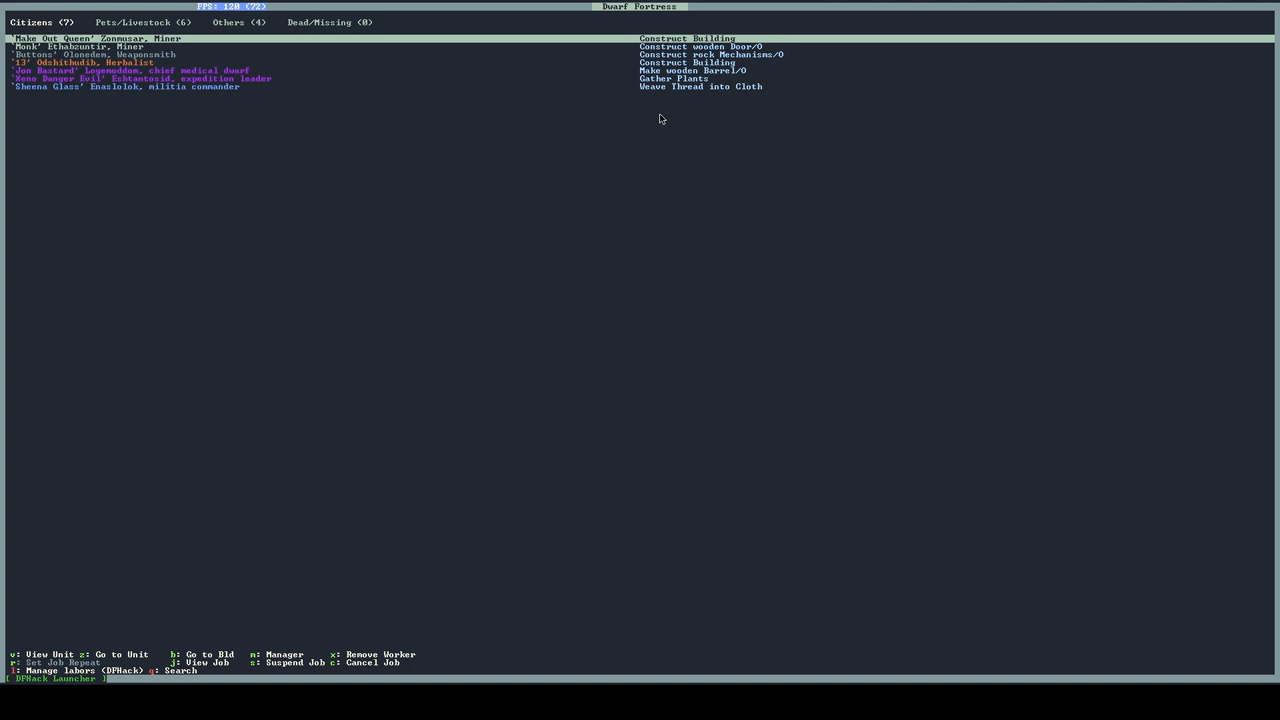 FPS: 120 (72)
Dwarf Fortress
Citizens (7) Pets/Livestock (6) Others (4) Dead/Missing (0)
`Make Out Queen' Zonmusar, Miner Construct Building
`Monk' Ethabzuntir, Miner Construct wooden Door/O
`Buttons' Olonedem, Weaponsmith Construct rock Mechanisms/O
`13' Odshithudib, Herbalist Construct Building
`Jon Bastard' Logemoddom, chief medical dwarf Make wooden Barrel/O
`Xeno Danger Evil' Eshtantosid, expedition leader Gather Plants
`Sheena Glass' Enaslolok, militia commander Weave Thread into Cloth
v: View Unit z: Go to Unit b: Go to Bld m: Manager x: Remove Worker
r: Set Job Repeat j: View Job s: Suspend Job c: Cancel Job
l: Manage labors (DFHack) q: Search
[ DFHack Launcher ]